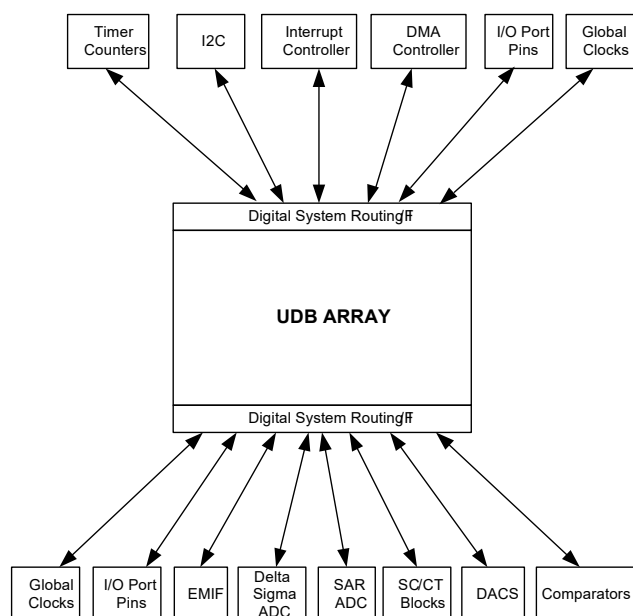 Timer
Counters
I2C
Interrupt
Controller
DMA
Controller
I/O Port
Pins
Global
Clocks
Digital System Routing I/F
UDB ARRAY
Digital System Routing I/F
Global
Clocks
I/O Port
Pins
EMIF
Delta
Sigma
ADC
SAR
ADC
SC/CT
Blocks
DACS
Comparators